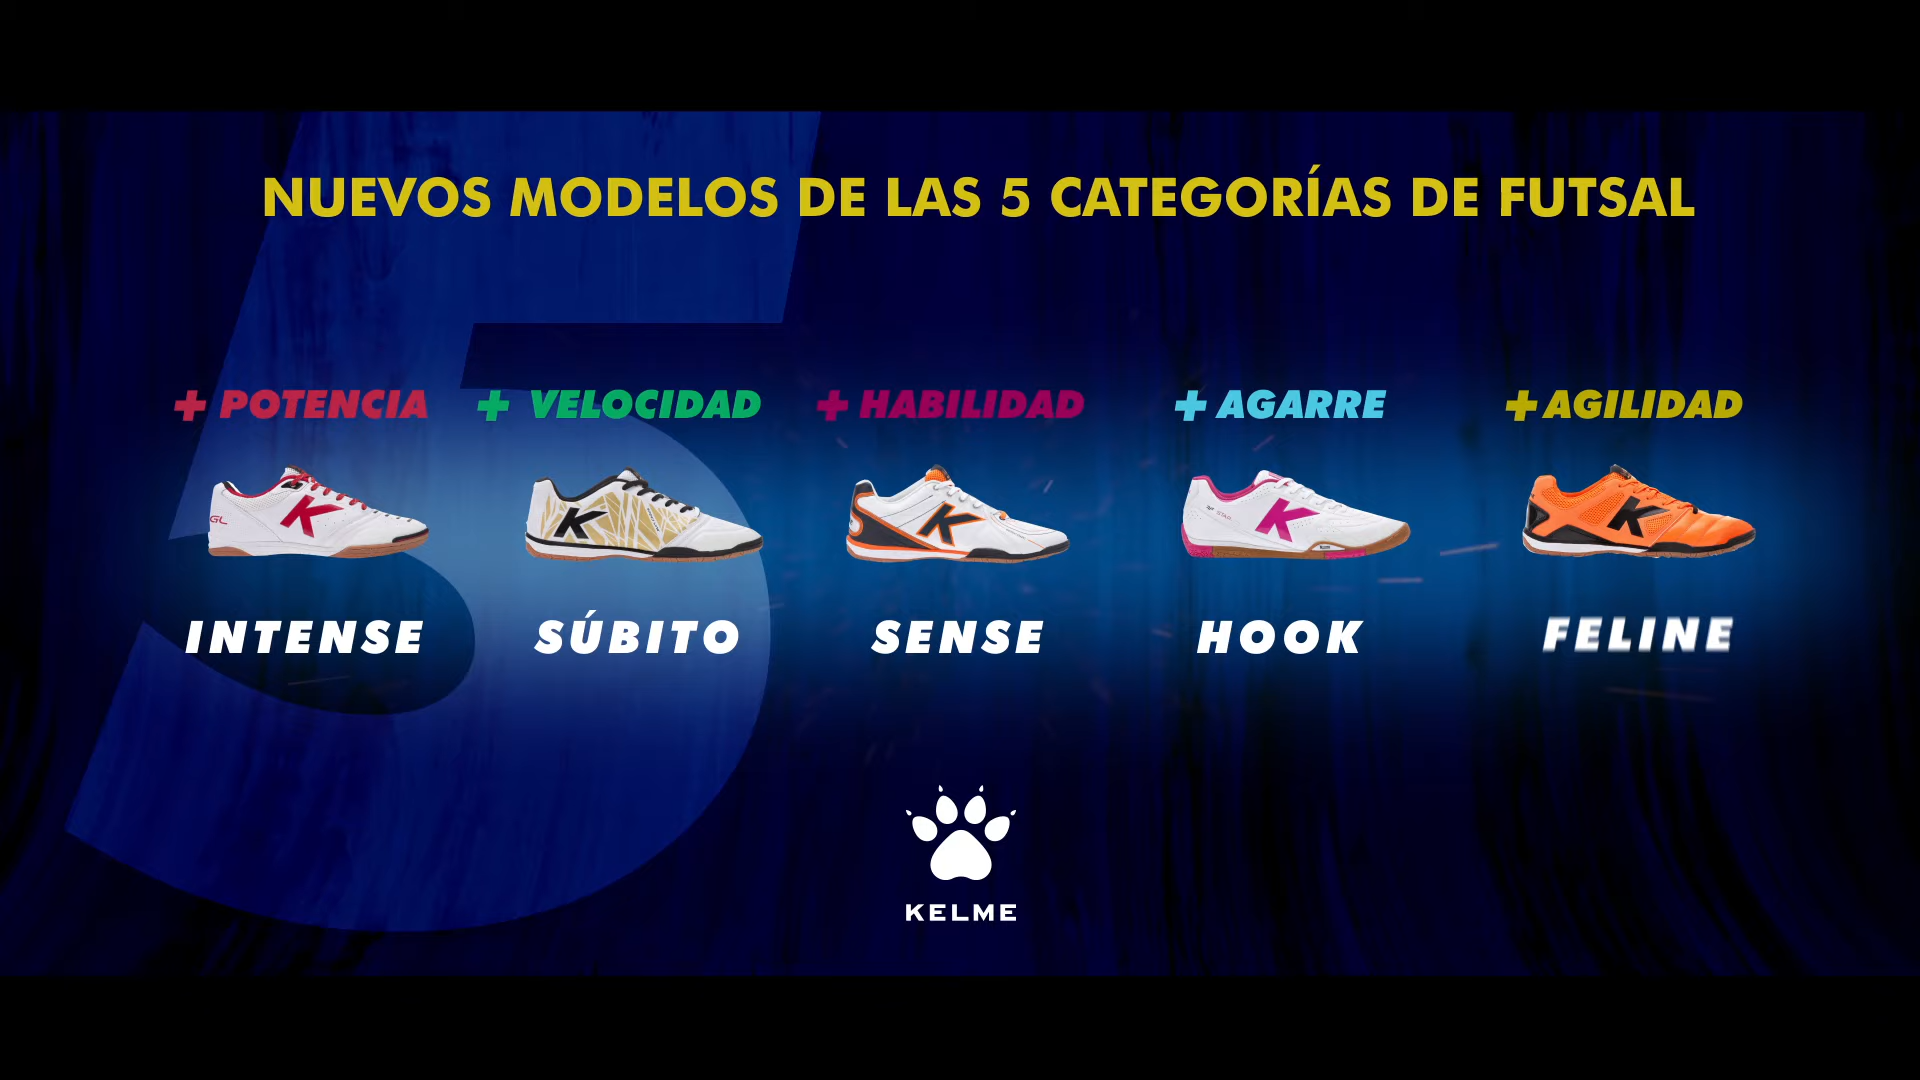 NUEVOS MODELOS DE LAS 5 CATEGORÍAS DE FUTSAL
+ POTENCIA + VELOCIDAD + HABILIDAD + AGARRE + AGILIDAD
INTENSE SÚBITO SENSE HOOK FELINE
KELME